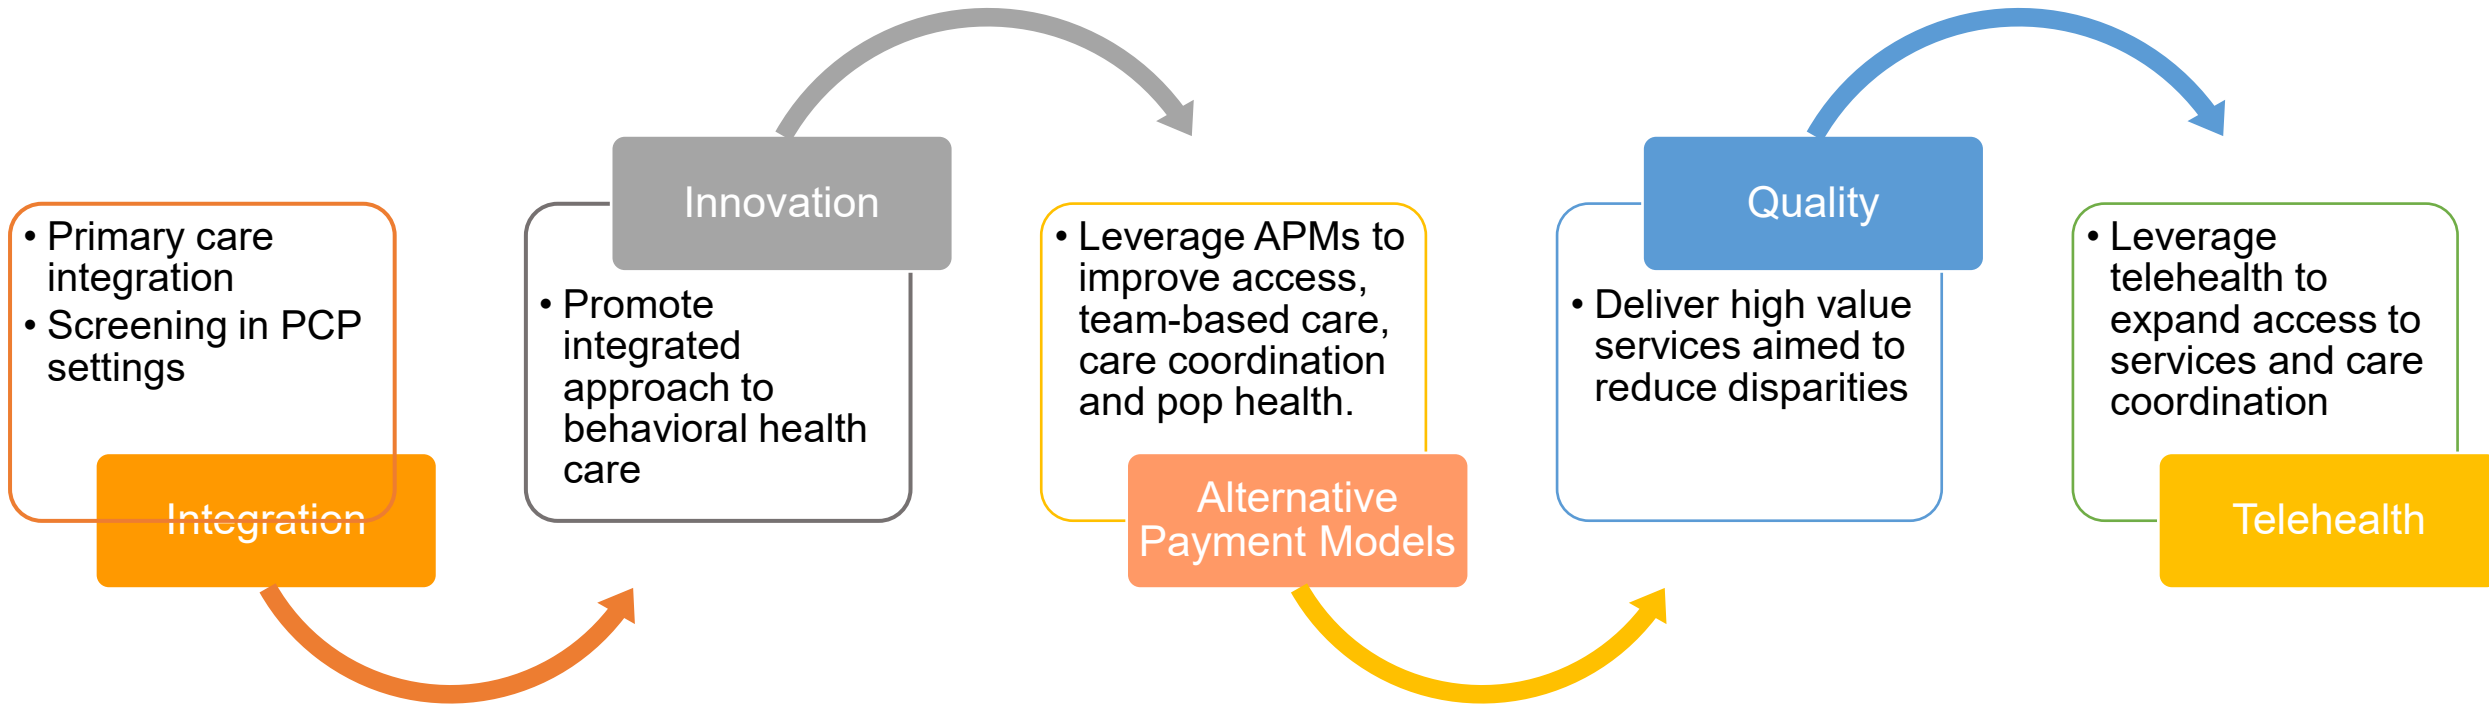 • Primary care
integration
• Screening in PCP
settings
Integration
Innovation
• Promote
integrated
approach to
behavioral health
care
• Leverage APMs to
improve access,
team-based care,
care coordination
and pop health.
Alternative
Payment Models
Quality
• Deliver high value
services aimed to
reduce disparities
• Leverage
telehealth to
expand access to
services and care
coordination
Telehealth